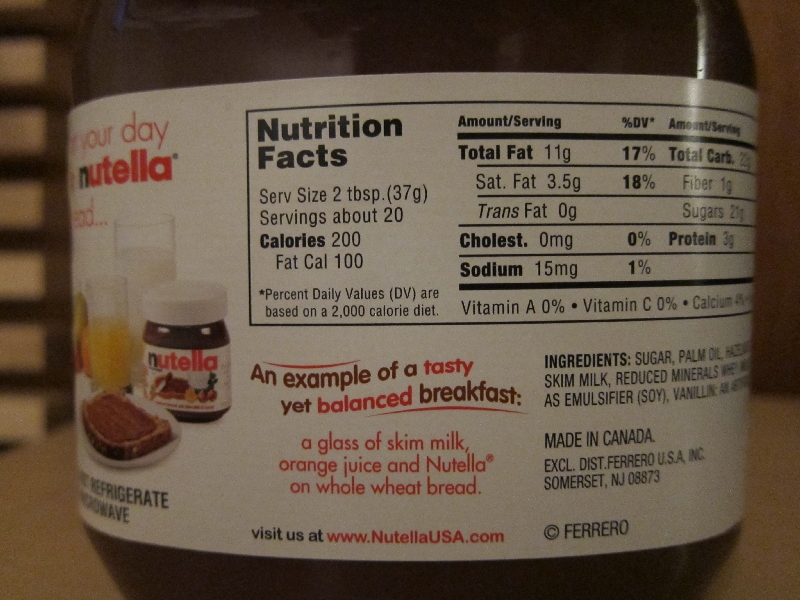 your day
nutella®
ead...
nutella
REFRIGERATE
MICROWAVE
Nutrition
Facts
Serv Size 2 tbsp.(37g)
Servings about 20
Calories 200
Fat Cal 100
*Percent Daily Values (DV) are
based on a 2,000 calorie diet.
Amount/Serving %DV* Amount/Serving
Total Fat 11g 17% Total Carb.
Sat. Fat 3.5g 18% Fiber 1g
Trans Fat 0g Sugars 21g
Cholest. 0mg 0% Protein 3g
Sodium 15mg 1%
Vitamin A 0% • Vitamin C 0% • Calcium
An example of a tasty
yet balanced breakfast:
a glass of skim milk,
orange juice and Nutella®
on whole wheat bread.
visit us at www.NutellaUSA.com
INGREDIENTS: SUGAR, PALM OIL,
SKIM MILK, REDUCED MINERALS WHEY
AS EMULSIFIER (SOY), VANILLIN: AN
MADE IN CANADA.
EXCL. DIST.FERRERO U.S.A, INC.
SOMERSET, NJ 08873
© FERRERO